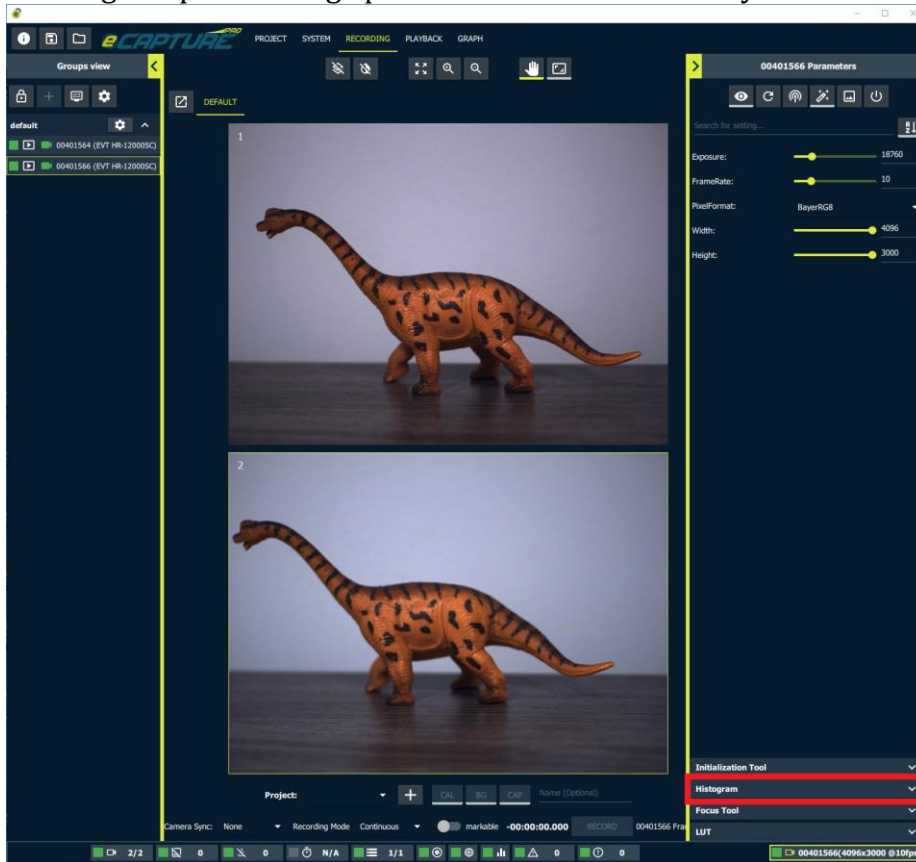 eCAPTURE PRO
PROJECT SYSTEM RECORDING PLAYBACK GRAPH
Groups view
00401566 Parameters
DEFAULT
default
00401564 (EVT HR-12000SC)
00401566 (EVT HR-12000SC)
1
2
Search for setting...
Exposure: 18760
FrameRate: 10
PixelFormat: BayerRG8
Width: 4096
Height: 3000
Initialization Tool
Histogram
Focus Tool
LUT
Project: CAL BG CAP Name (Optional)
Camera Sync: None Recording Mode Continuous markable -00:00:00.000 RECORD 00401566 Fra
2/2 0 0 N/A 1/1 0 0 00401566(4096x3000 @10fps